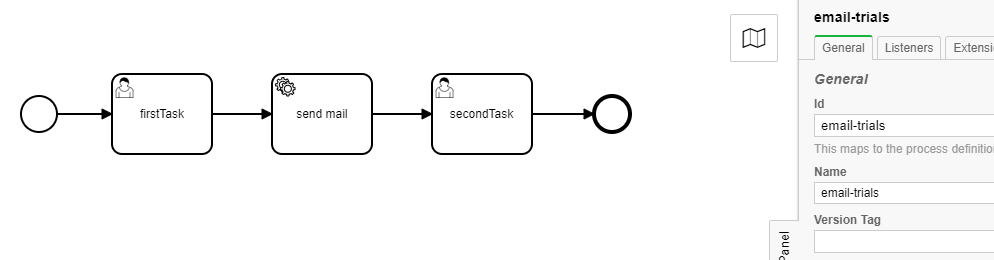 email-trials
General Listeners Extensi
General
Id
email-trials
This maps to the process definitio
Name
email-trials
Version Tag
firstTask send mail secondTask
Panel